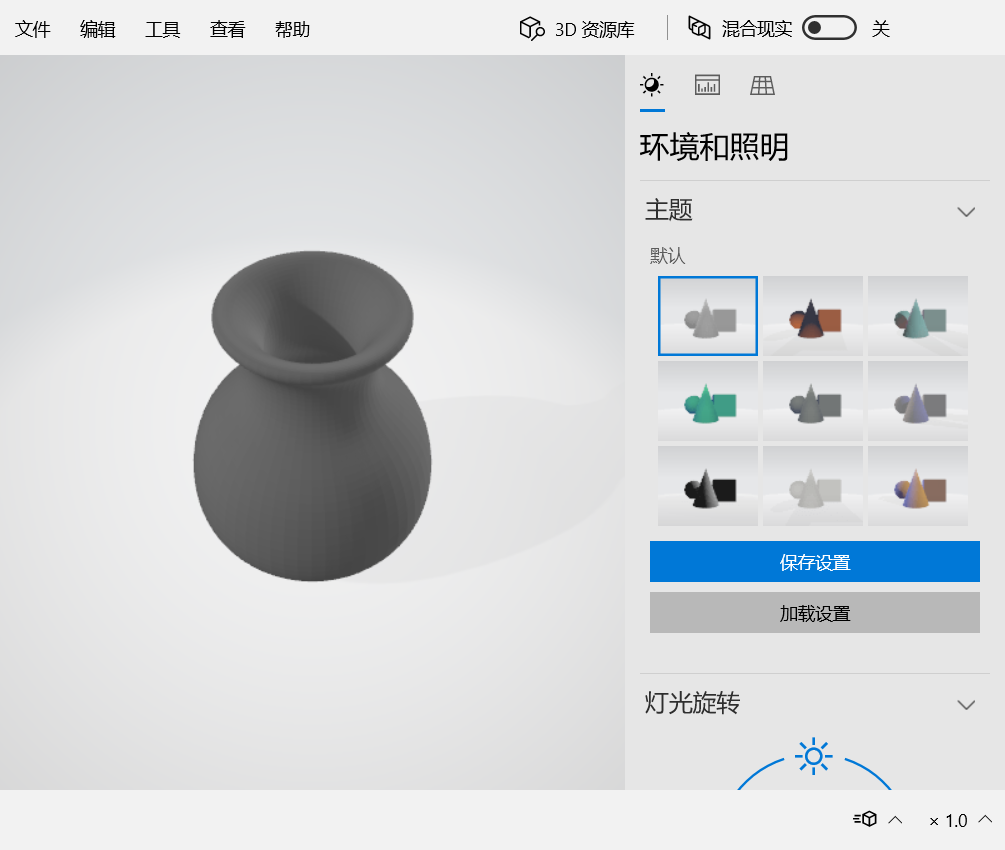 文件 编辑 工具 查看 帮助 3D 资源库 混合现实 关
环境和照明
主题
默认
保存设置
加载设置
灯光旋转
× 1.0